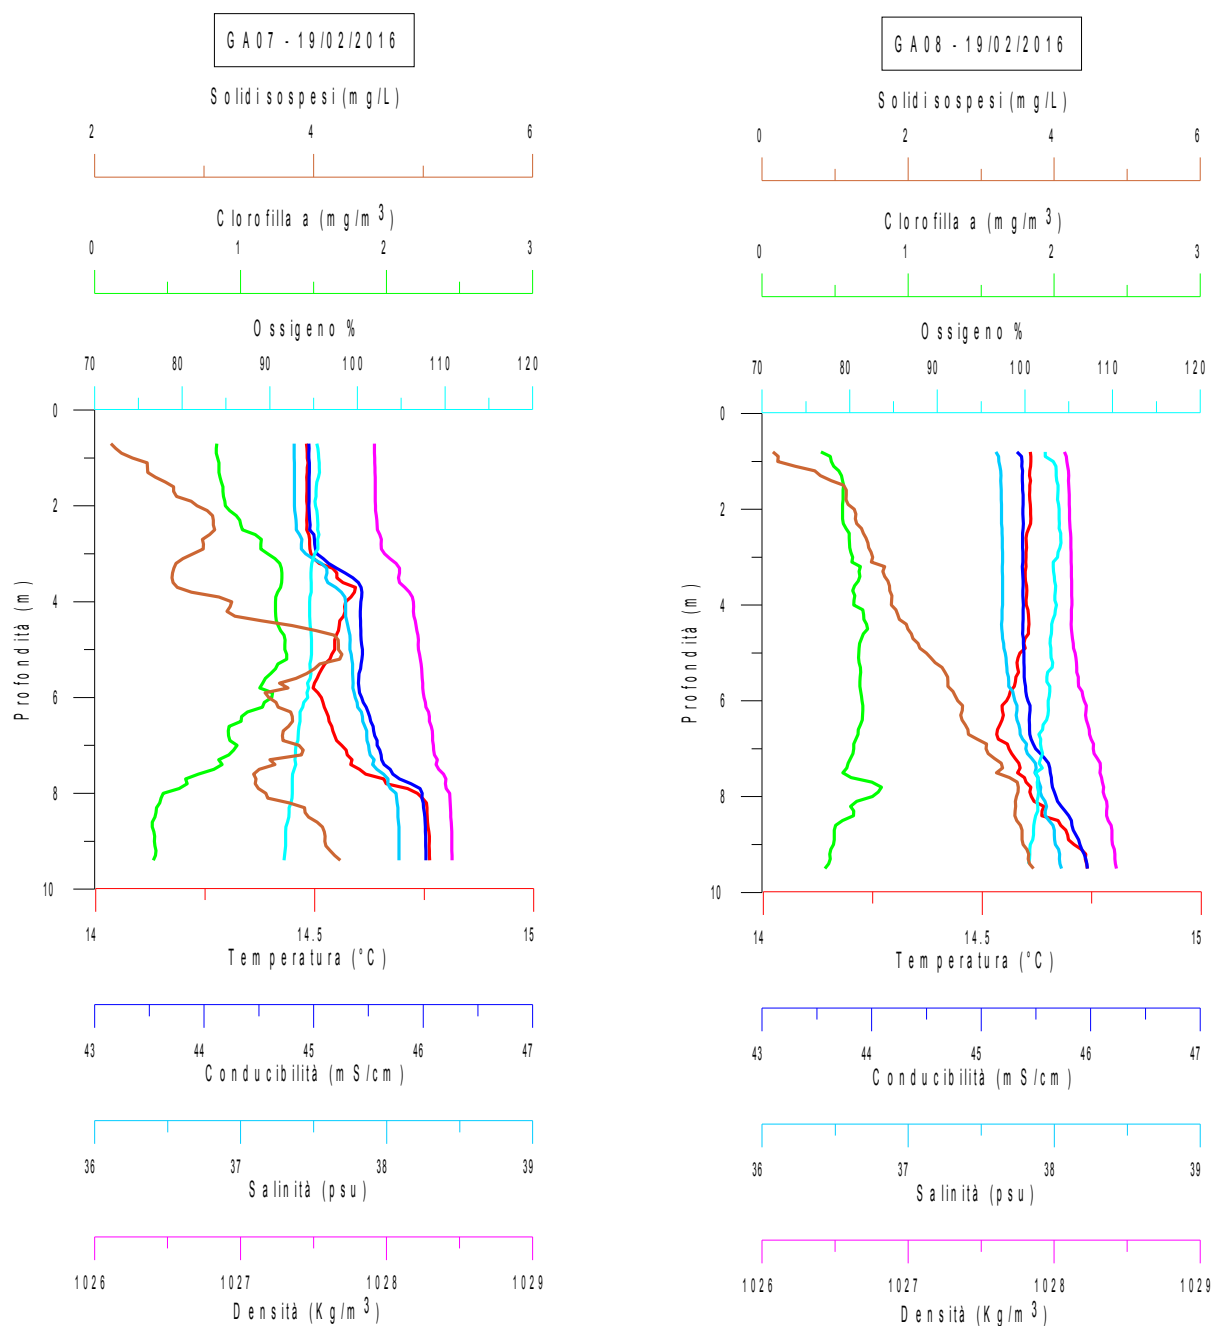 GA07 - 19/02/2016
Solidi sospesi (mg/L)
2 4 6
Clorofilla a (mg/m³)
0 1 2 3
Ossigeno %
70 80 90 100 110 120
0
2
4
6
8
10
Profondità (m)
14 14.5 15
Temperatura (°C)
43 44 45 46 47
Conducibilità (mS/cm)
36 37 38 39
Salinità (psu)
1026 1027 1028 1029
Densità (Kg/m³)
GA08 - 19/02/2016
Solidi sospesi (mg/L)
0 2 4 6
Clorofilla a (mg/m³)
0 1 2 3
Ossigeno %
70 80 90 100 110 120
0
2
4
6
8
10
Profondità (m)
14 14.5 15
Temperatura (°C)
43 44 45 46 47
Conducibilità (mS/cm)
36 37 38 39
Salinità (psu)
1026 1027 1028 1029
Densità (Kg/m³)